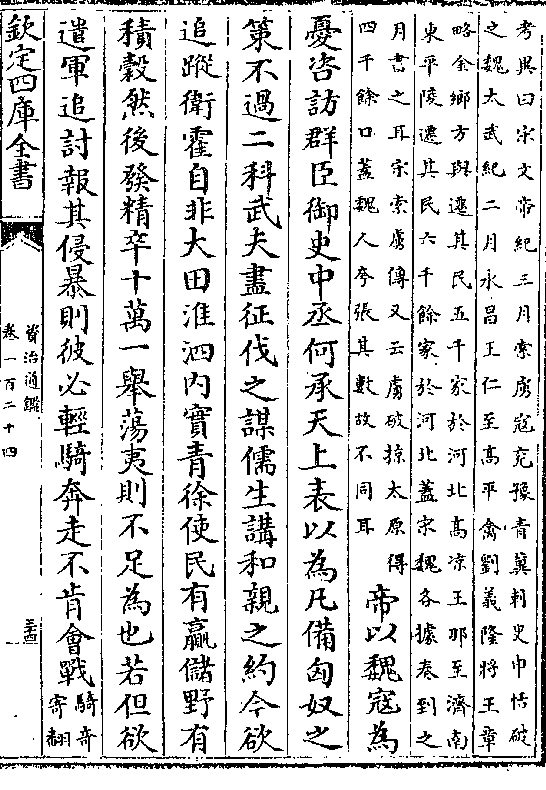 考異曰宋文帝紀三月索虜寇兗豫青冀刺史申恬破
之魏太武紀二月永昌王仁至高平禽劉義隆將王章
略金鄉方與遷其民五千家於河北高涼王那至濟南
東平陵遷其民六千餘家於河北蓋宋魏各據奏到之
月書之耳宋索虜傳又云虜破掠太原得
四千餘口蓋魏人夸張其數故不同耳
帝以魏寇為
憂咨訪群臣御史中丞何承天上表以為凡備匈奴之
策不過二科武夫盡征伐之謀儒生講和親之約今欲
追蹤衛霍自非大田淮泗内實青徐使民有贏儲野有
積穀然後發精卒十萬一舉蕩夷則不足為也若但欲
遣軍追討報其侵暴則彼必輕騎奔走不肯會戰
騎奇
寄翻
欽定四庫全書
資治通鑑
卷一百二十四